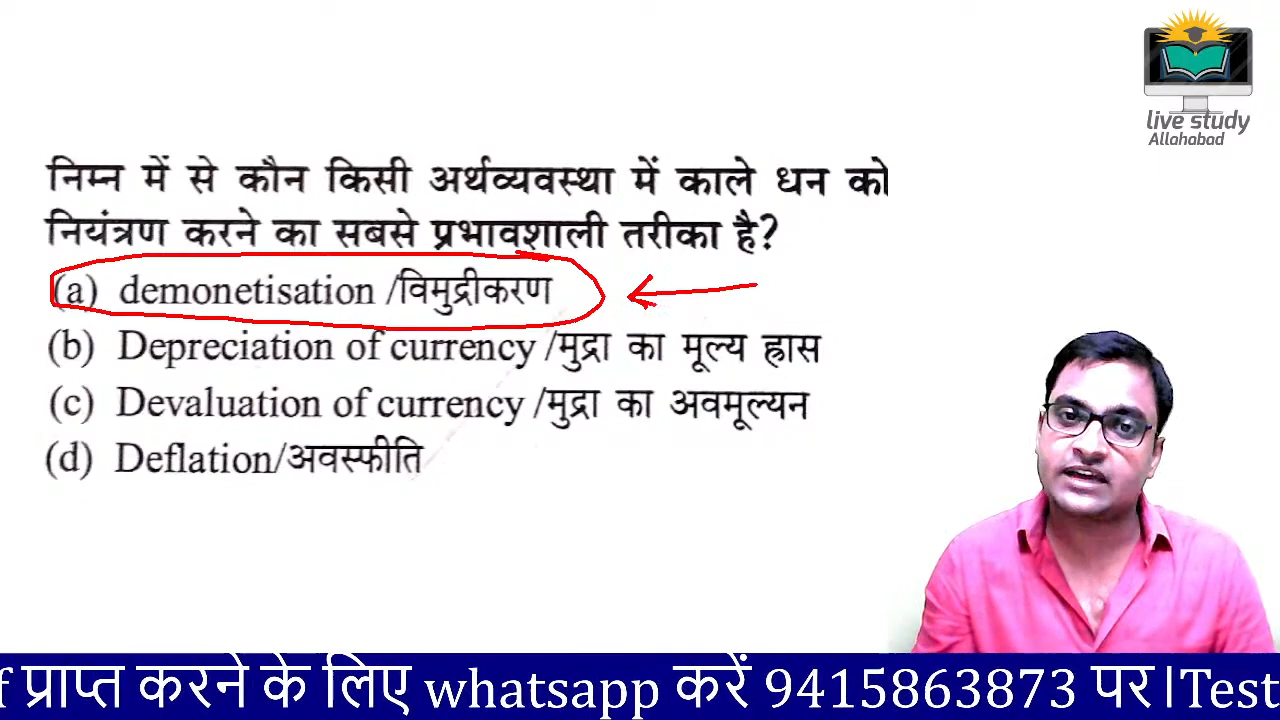 live study
Allahabad
निम्न में से कौन किसी अर्थव्यवस्था में काले धन को
नियंत्रण करने का सबसे प्रभावशाली तरीका है?
(a) demonetisation /विमुद्रीकरण
(b) Depreciation of currency /मुद्रा का मूल्य ह्रास
(c) Devaluation of currency /मुद्रा का अवमूल्यन
(d) Deflation/अवस्फीति
f प्राप्त करने के लिए whatsapp करें 9415863873 पर।Test